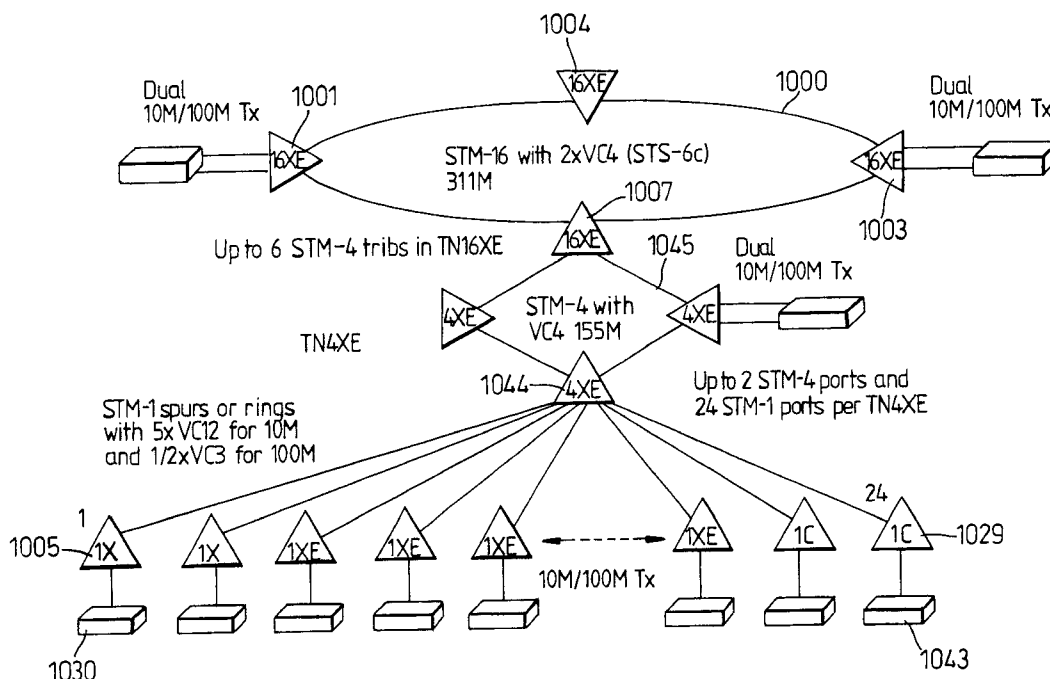 1004
16XE
1000
Dual
10M/100M Tx
1001
Dual
10M/100M Tx
16XE
STM-16 with 2xVC4 (STS-6c)
311M
16XE
1007
1003
16XE
Up to 6 STM-4 tribs in TN16XE
1045
Dual
10M/100M Tx
4XE
STM-4 with
VC4 155M
4XE
TN4XE
1044
4XE
Up to 2 STM-4 ports and
24 STM-1 ports per TN4XE
STM-1 spurs or rings
with 5x VC12 for 10M
and 1/2xVC3 for 100M
1
24
1005
1X
1X
1XE
1XE
1XE
1XE
1C
1C
1029
10M/100M Tx
1030
1043